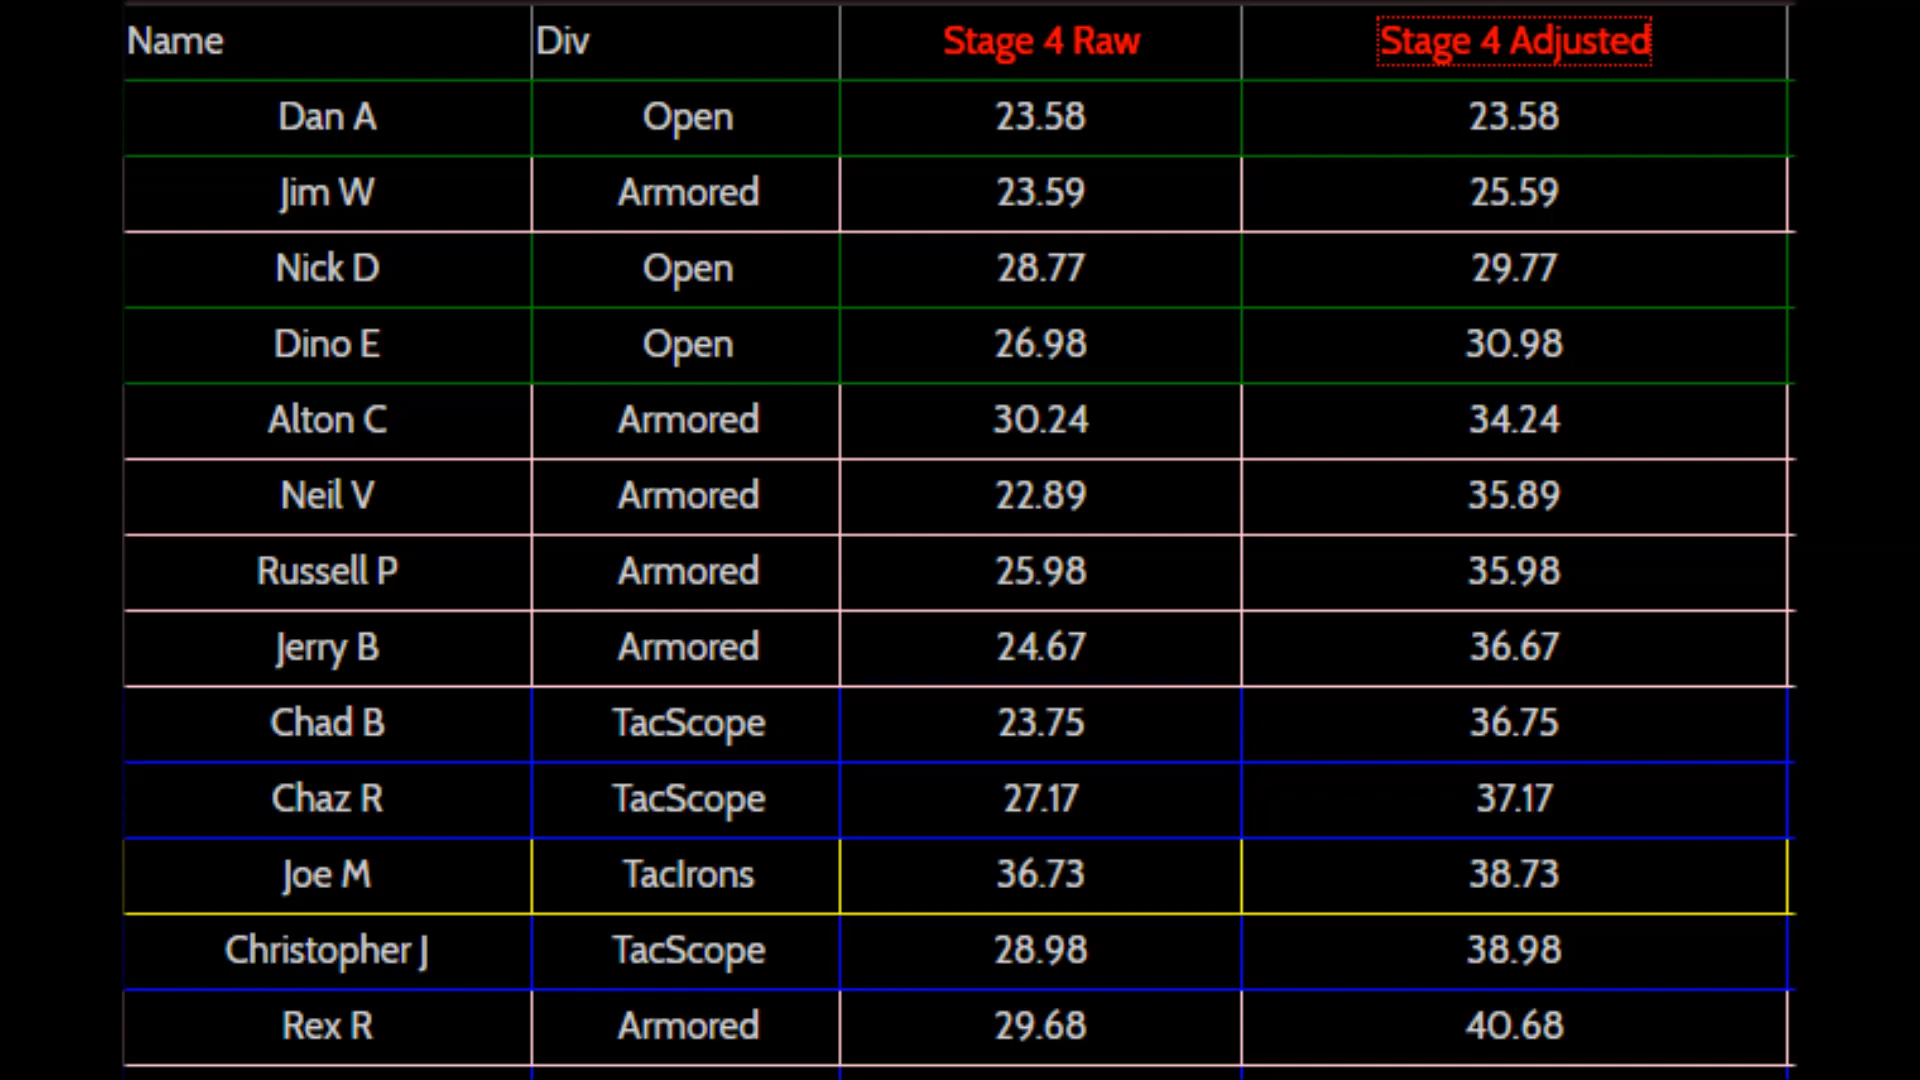 Name Div Stage 4 Raw Stage 4 Adjusted
Dan A Open 23.58 23.58
Jim W Armored 23.59 25.59
Nick D Open 28.77 29.77
Dino E Open 26.98 30.98
Alton C Armored 30.24 34.24
Neil V Armored 22.89 35.89
Russell P Armored 25.98 35.98
Jerry B Armored 24.67 36.67
Chad B TacScope 23.75 36.75
Chaz R TacScope 27.17 37.17
Joe M TacIrons 36.73 38.73
Christopher J TacScope 28.98 38.98
Rex R Armored 29.68 40.68